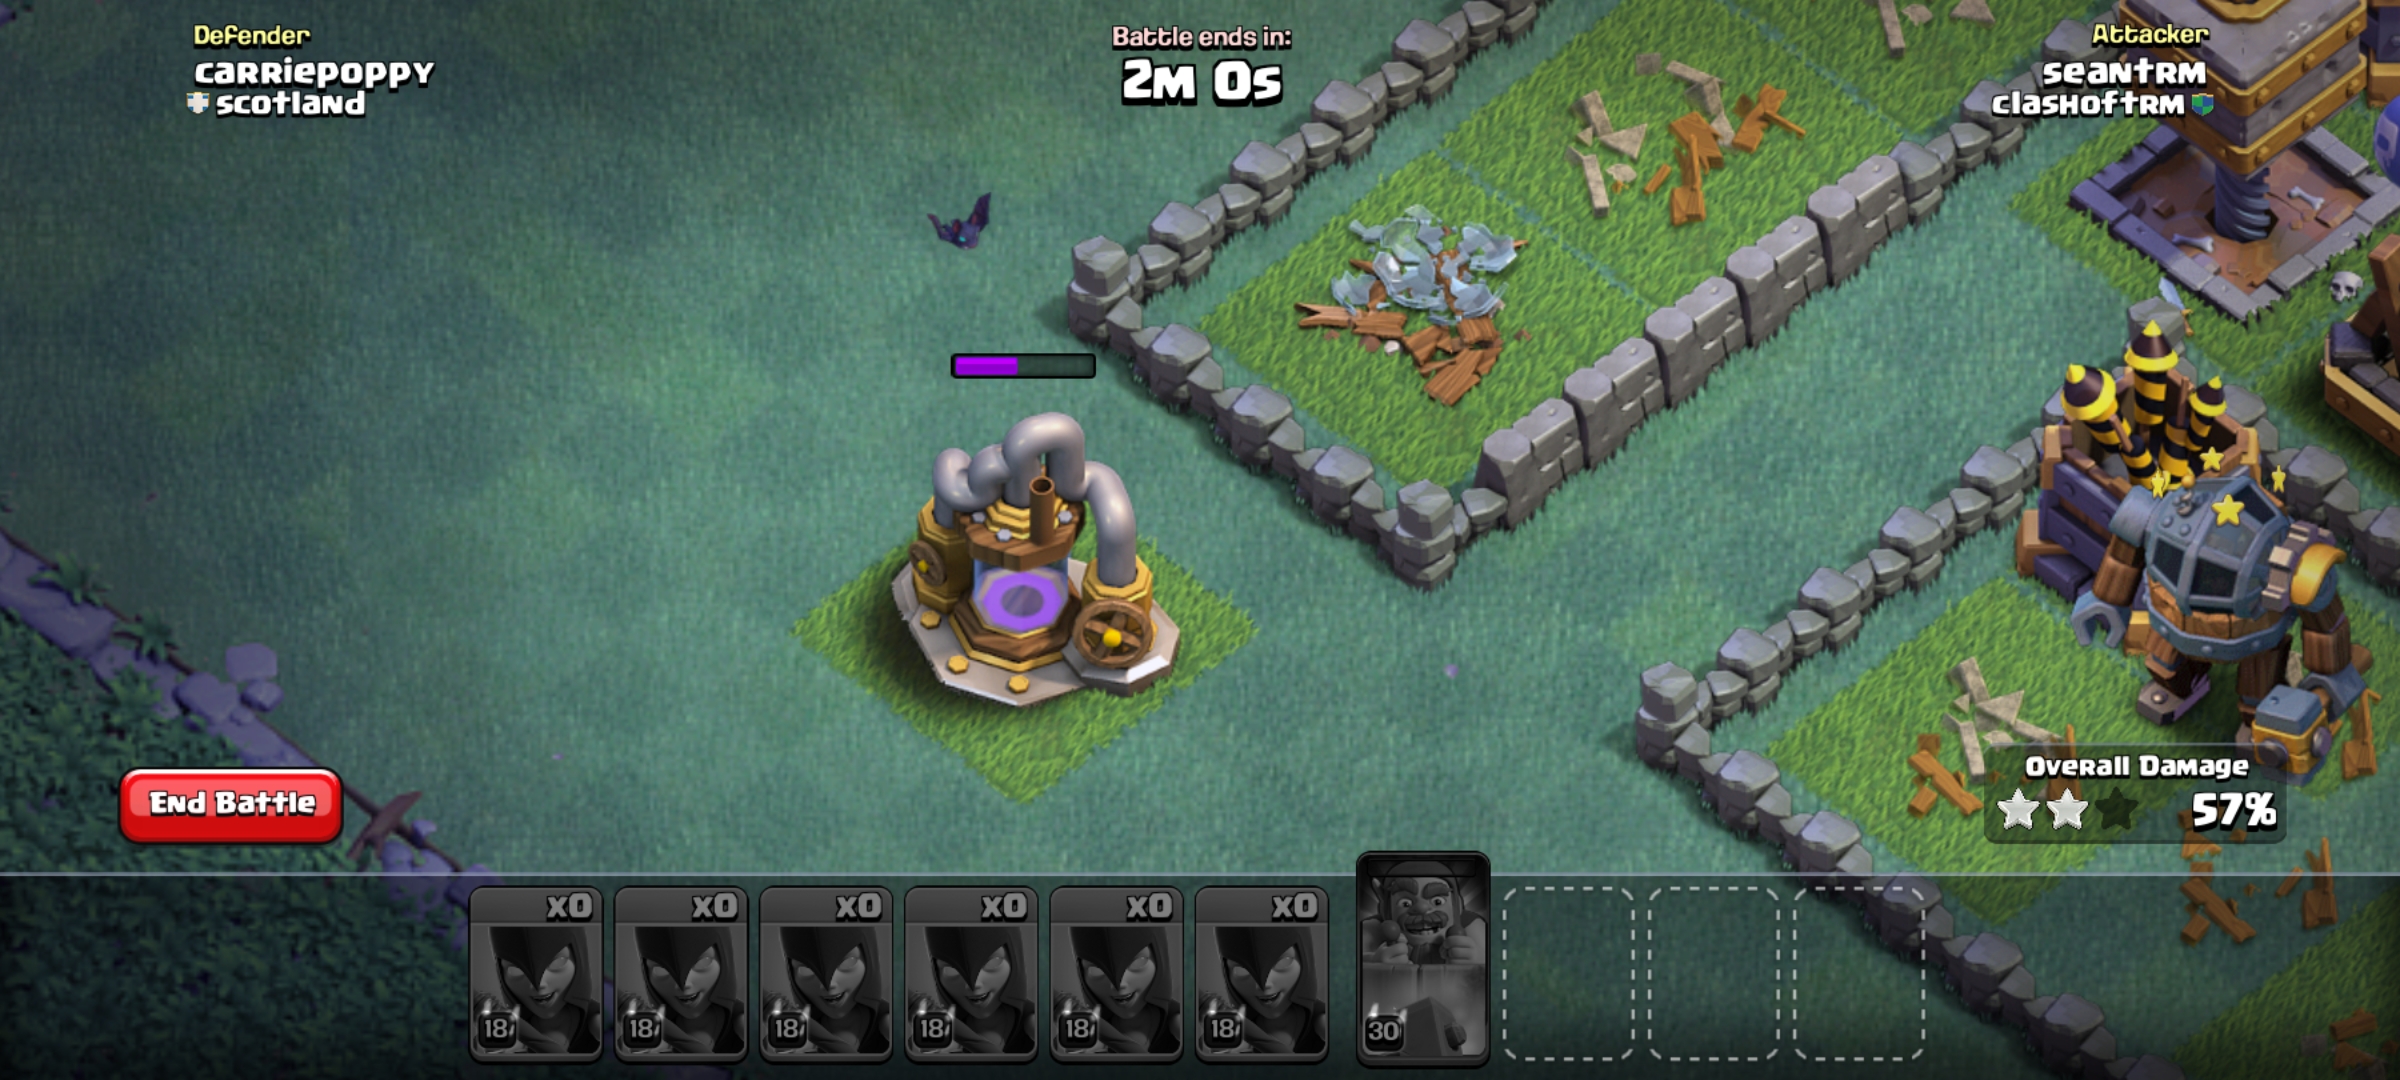 Defender
carriepoppy
scotland
Battle ends in:
2M 0s
Attacker
seantrm
clashoftrm
End Battle
Overall Damage
57%
x0 x0 x0 x0 x0 x0
18 18 18 18 18 18 30